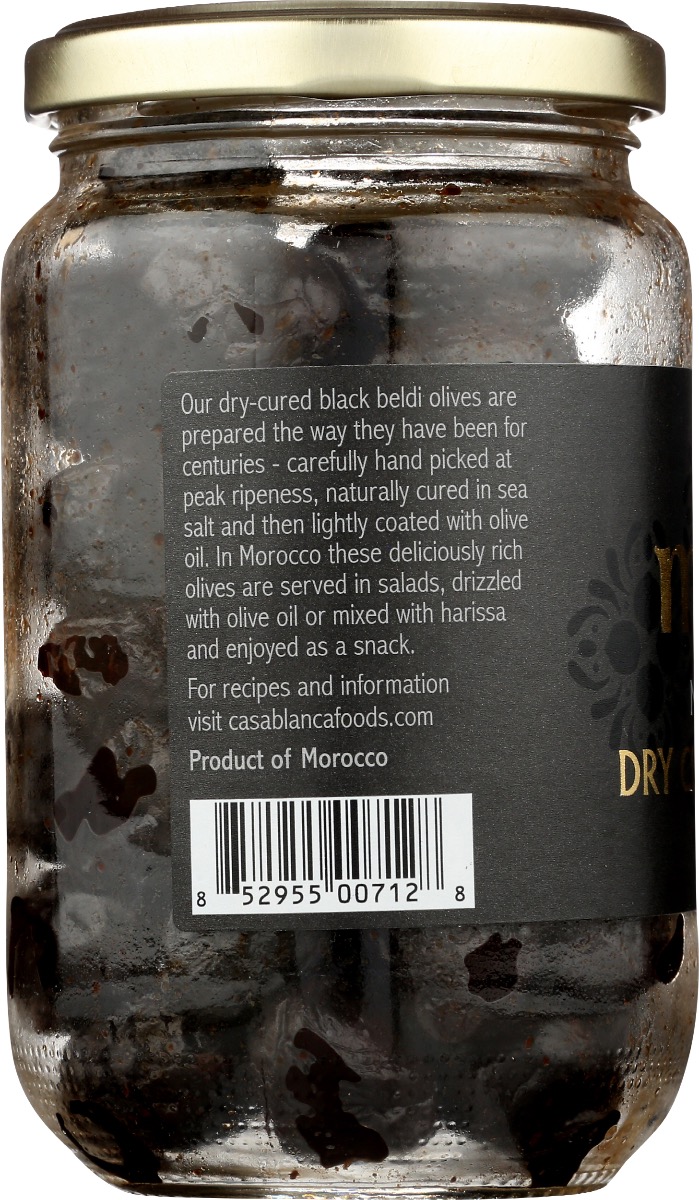 Our dry-cured black beldi olives are
prepared the way they have been for
centuries - carefully hand picked at
peak ripeness, naturally cured in sea
salt and then lightly coated with olive
oil. In Morocco these deliciously rich
olives are served in salads, drizzled
with olive oil or mixed with harissa
and enjoyed as a snack.
For recipes and information
visit casablancafoods.com
Product of Morocco
DRY
8 52955 00712 8